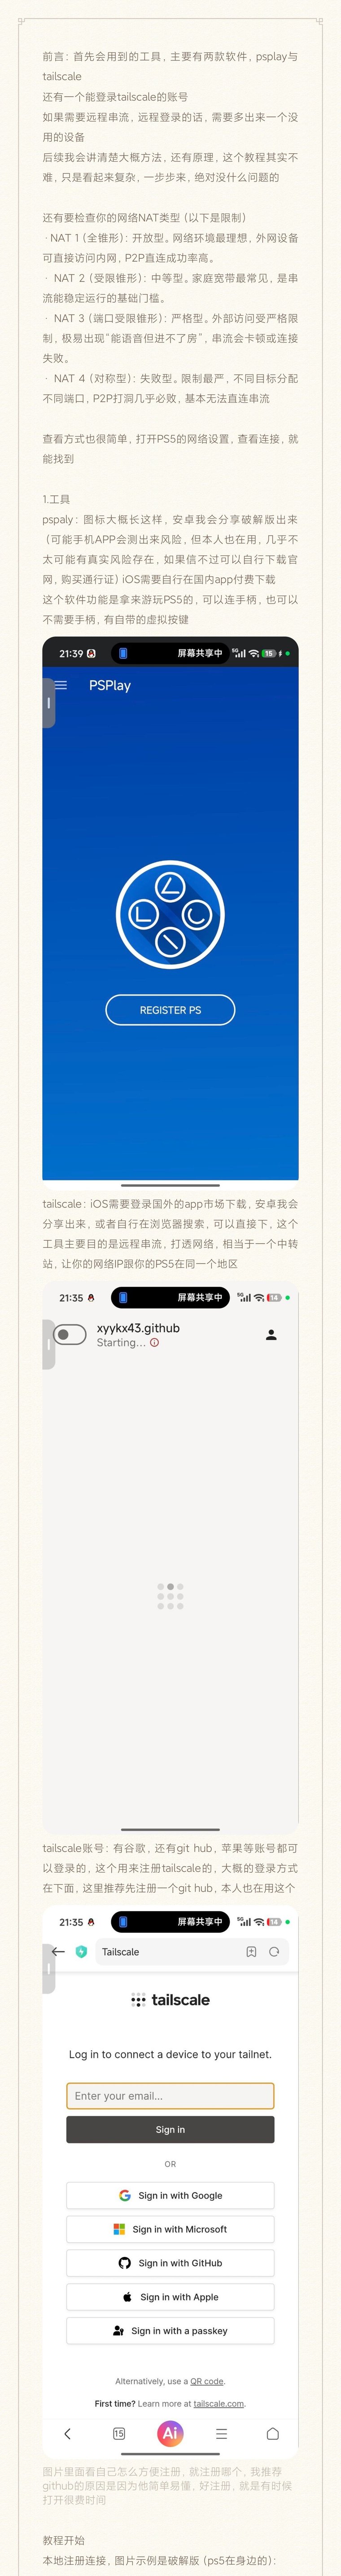 前言：首先会用到的工具，主要有两款软件，psplay与
tailscale
还有一个能登录tailscale的账号
如果需要远程串流，远程登录的话，需要多出来一个没
用的设备
后续我会讲清楚大概方法，还有原理，这个教程其实不
难，只是看起来复杂，一步步来，绝对没什么问题的
还有要检查你的网络NAT类型（以下是限制）
· NAT 1（全锥形）：开放型。网络环境最理想，外网设备
可直接访问内网，P2P直连成功率高。
· NAT 2（受限锥形）：中等型。家庭宽带最常见，是串
流能稳定运行的基础门槛。
· NAT 3（端口受限锥形）：严格型。外部访问受严格限
制，极易出现“能语音但进不了房”，串流会卡顿或连接
失败。
· NAT 4（对称型）：失败型。限制最严，不同目标分配
不同端口，P2P打洞几乎必败，基本无法直连串流
查看方式也很简单，打开PS5的网络设置，查看连接，就
能找到
1.工具
pspaly：图标大概长这样，安卓我会分享破解版出来
（可能手机APP会测出来风险，但本人也在用，几乎不
太可能有真实风险存在，如果信不过可以自行下载官
网，购买通行证）iOS需要自行在国内app付费下载
这个软件功能是拿来游玩PS5的，可以连手柄，也可以
不需要手柄，有自带的虚拟按键
21:39
屏幕共享中
5G
15
PSPlay
REGISTER PS
tailscale：iOS需要登录国外的app市场下载，安卓我会
分享出来，或者自行在浏览器搜索，可以直接下，这个
工具主要目的是远程串流，打透网络，相当于一个中转
站，让你的网络IP跟你的PS5在同一个地区
21:35
屏幕共享中
5G
14
xyykx43.github
Starting...
tailscale账号：有谷歌，还有git hub，苹果等账号都可
以登录的，这个用来注册tailscale的，大概的登录方式
在下面，这里推荐先注册一个git hub，本人也在用这个
21:35
屏幕共享中
5G
14
Tailscale
tailscale
Log in to connect a device to your tailnet.
Enter your email...
Sign in
OR
Sign in with Google
Sign in with Microsoft
Sign in with GitHub
Sign in with Apple
Sign in with a passkey
Alternatively, use a QR code.
First time? Learn more at tailscale.com.
15
Ai
图片里面看自己怎么方便注册，就注册哪个，我推荐
github的原因是因为他简单易懂，好注册，就是有时候
打开很费时间
教程开始
本地注册连接，图片示例是破解版（ps5在身边的）：